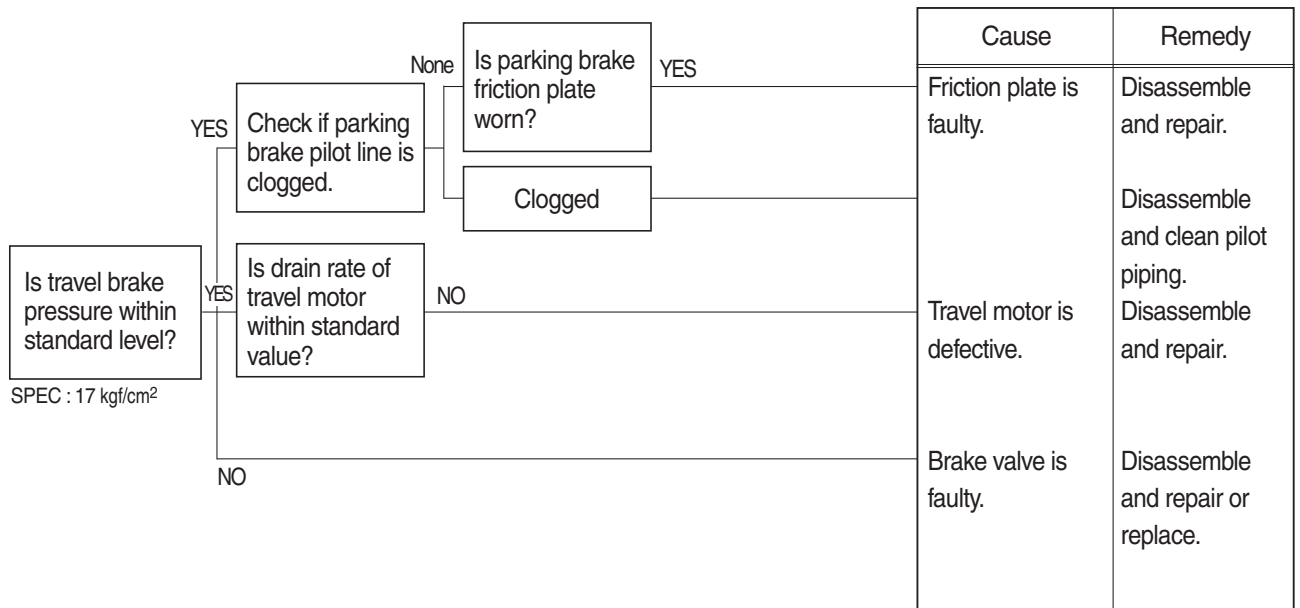 Cause
Remedy
None
Is parking brake
friction plate
worn?
YES
Friction plate is
faulty.
Disassemble
and repair.
YES
Check if parking
brake pilot line is
clogged.
Clogged
Disassemble
and clean pilot
piping.
Is travel brake
pressure within
standard level?
SPEC : 17 kgf/cm2
YES
Is drain rate of
travel motor
within standard
value?
NO
Travel motor is
defective.
Disassemble
and repair.
NO
Brake valve is
faulty.
Disassemble
and repair or
replace.